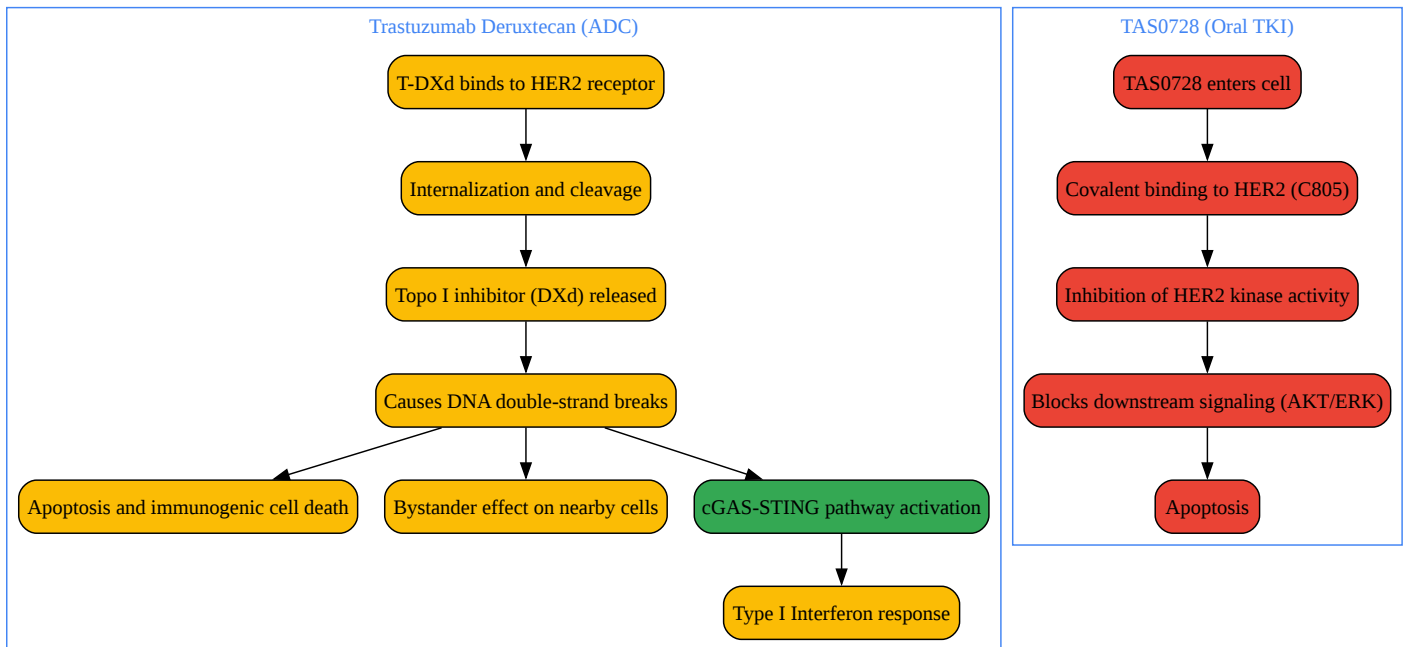 Trastuzumab Deruxtecan (ADC)
T-DXd binds to HER2 receptor
Internalization and cleavage
Topo I inhibitor (DXd) released
Causes DNA double-strand breaks
Apoptosis and immunogenic cell death
Bystander effect on nearby cells
cGAS-STING pathway activation
Type I Interferon response
TAS0728 (Oral TKI)
TAS0728 enters cell
Covalent binding to HER2 (C805)
Inhibition of HER2 kinase activity
Blocks downstream signaling (AKT/ERK)
Apoptosis